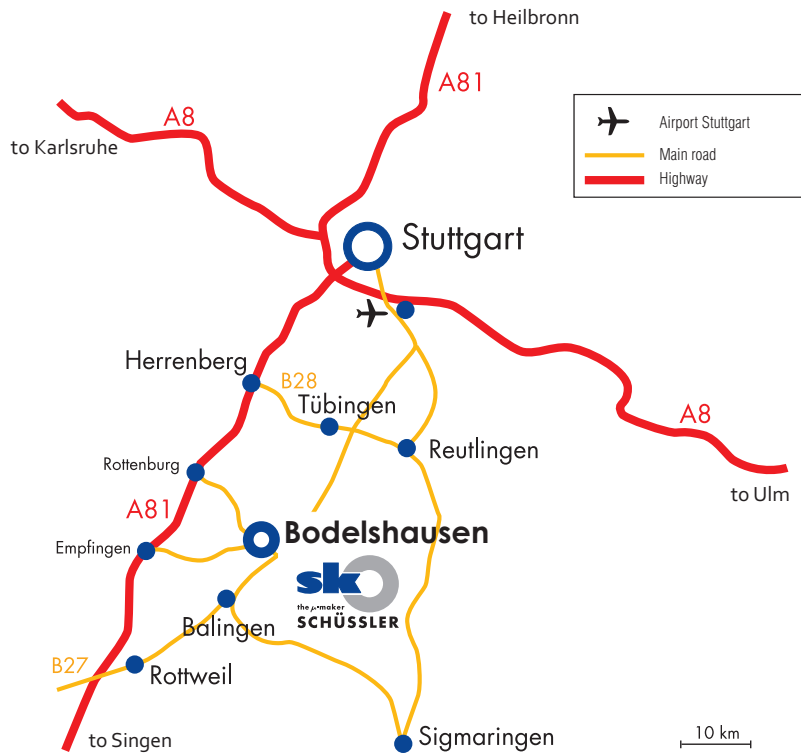 to Heilbronn
A81
A8
to Karlsruhe
Airport Stuttgart
Main road
Highway
Stuttgart
Herrenberg
B28
Tübingen
A8
Reutlingen
Rottenburg
to Ulm
A81
Bodelshausen
Empfingen
sk
the µ-maker
SCHÜSSLER
Balingen
B27
Rottweil
to Singen
Sigmaringen
10 km